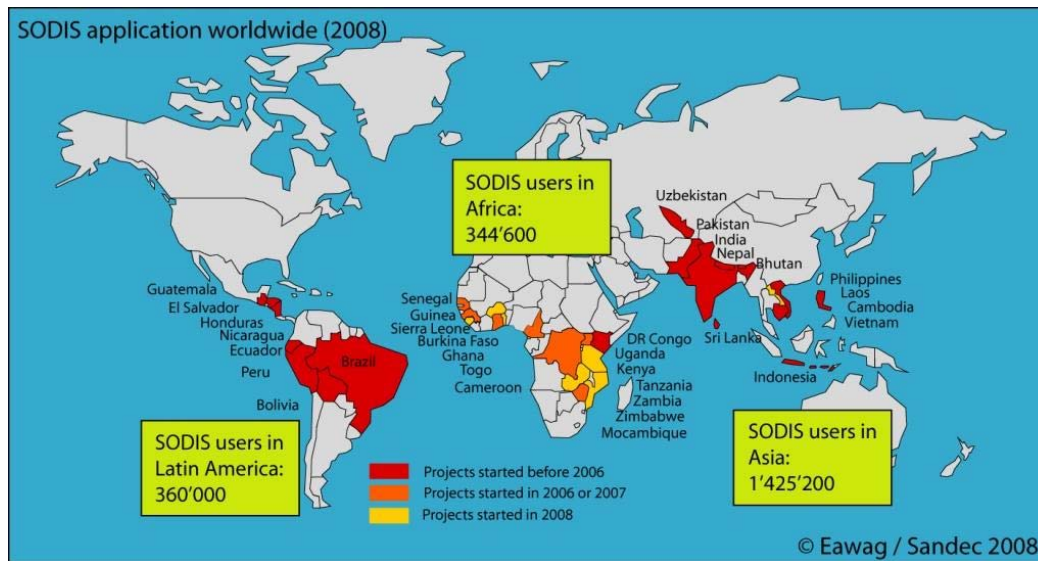 SODIS application worldwide (2008)
SODIS users in
Africa:
344'600
Uzbekistan
Pakistan
India
Nepal
Bhutan
Philippines
Laos
Cambodia
Vietnam
Sri Lanka
Indonesia
Guatemala
El Salvador
Honduras
Nicaragua
Ecuador
Peru
Brazil
Bolivia
Senegal
Guinea
Sierra Leone
Burkina Faso
Ghana
Togo
Cameroon
DR Congo
Uganda
Kenya
Tanzania
Zambia
Zimbabwe
Mocambique
SODIS users in
Latin America:
360'000
SODIS users in
Asia:
1'425'200
Projects started before 2006
Projects started in 2006 or 2007
Projects started in 2008
© Eawag / Sandec 2008